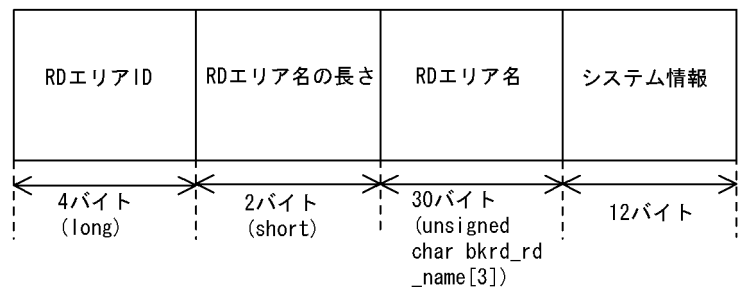 RDエリアID
RDエリア名の長さ
RDエリア名
システム情報
4バイト
(long)
2バイト
(short)
30バイト
(unsigned
char bkrd_rd
_name[3])
12バイト